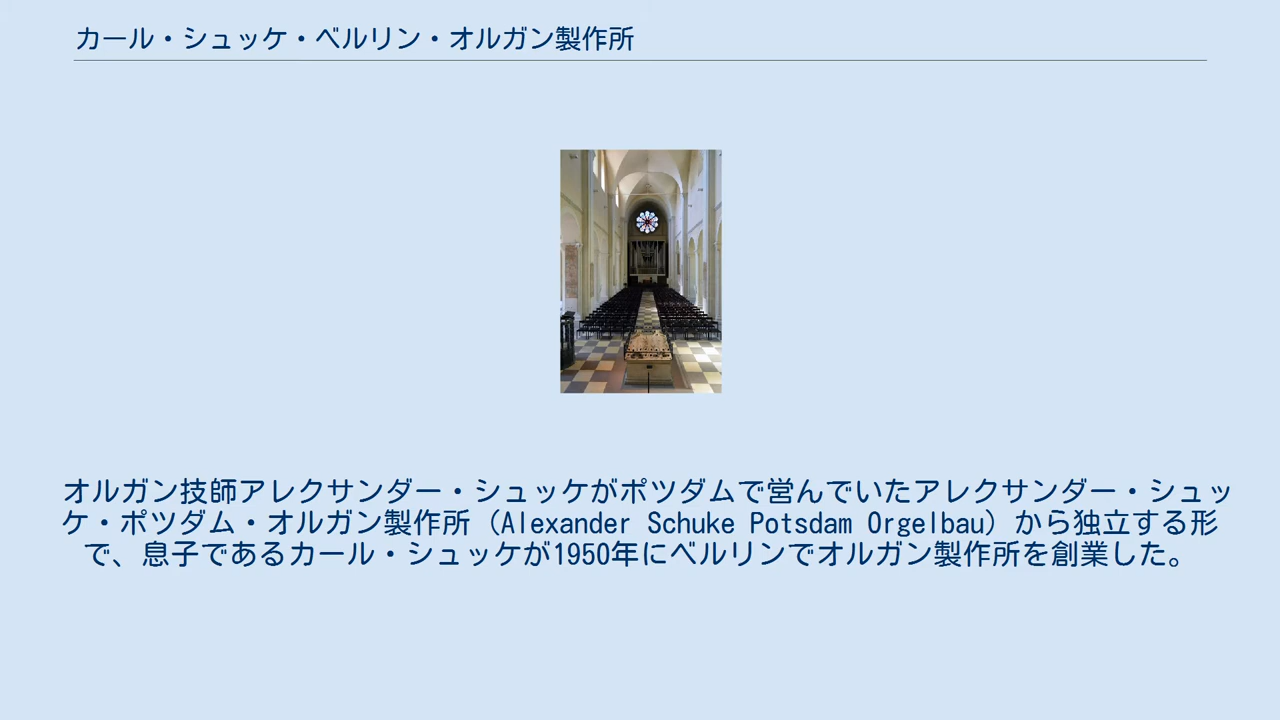 カール・シュッケ・ベルリン・オルガン製作所
オルガン技師アレクサンダー・シュッケがポツダムで営んでいたアレクサンダー・シュッ
ケ・ポツダム・オルガン製作所（Alexander Schuke Potsdam Orgelbau）から独立する形
で、息子であるカール・シュッケが1950年にベルリンでオルガン製作所を創業した。